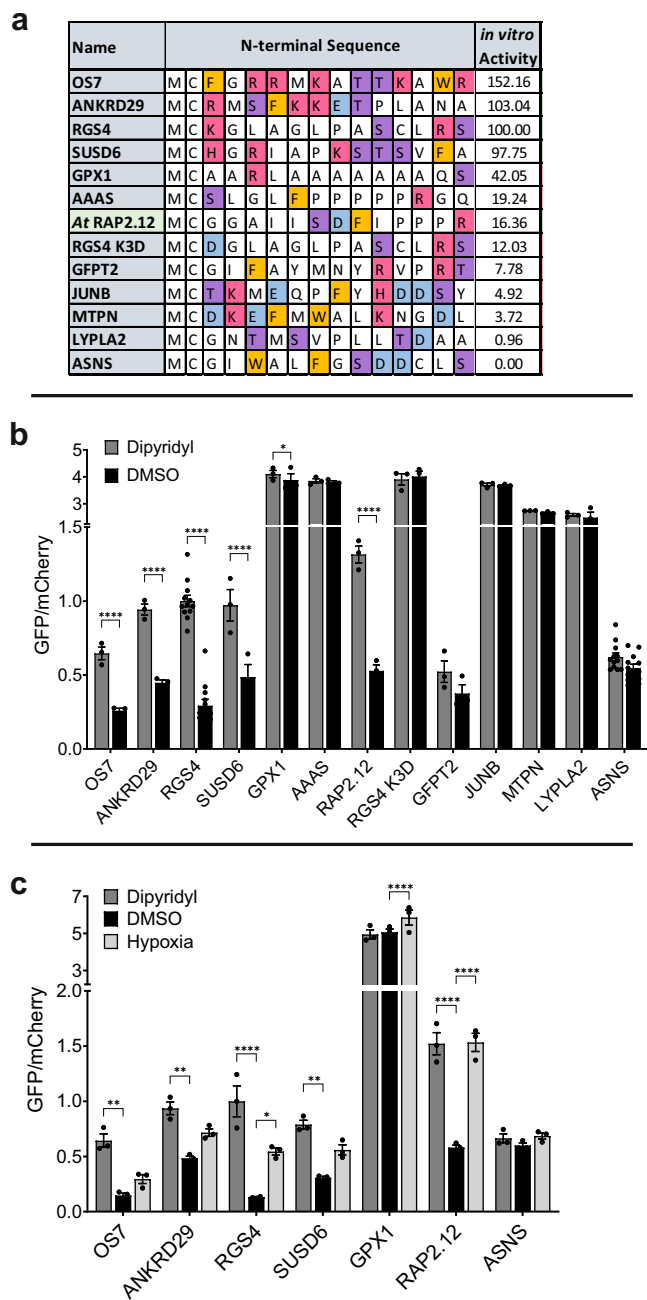 a
Name N-terminal Sequence in vitro Activity
OS7 M C F G R R M K A T T K A W R 152.16
ANKRD29 M C R M S F K K E T P L A N A 103.04
RGS4 M C K G L A G L P A S C L R S 100.00
SUSD6 M C H G R I A P K S T S V F A 97.75
GPX1 M C A A R L A A A A A A A Q S 42.05
AAAS M C S L G L F P P P P P R G Q 19.24
At RAP2.12 M C G G A I I S D F I P P P R 16.36
RGS4 K3D M C D G L A G L P A S C L R S 12.03
GFPT2 M C G I F A Y M N Y R V P R T 7.78
JUNB M C T K M E Q P F Y H D D S Y 4.92
MTPN M C D K E F M W A L K N G D L 3.72
LYPLA2 M C G N T M S V P L L T D A A 0.96
ASNS M C G I W A L F G S D D C L S 0.00
b
Dipyridyl
DMSO
GFP/mCherry
5
4
3
1.5
1.0
0.5
0.0
**** **** **** **** * ****
OS7 ANKRD29 RGS4 SUSD6 GPX1 AAAS RAP2.12 RGS4 K3D GFPT2 JUNB MTPN LYPLA2 ASNS
c
Dipyridyl
DMSO
Hypoxia
GFP/mCherry
7
5
3
2.0
1.5
1.0
0.5
0.0
** ** **** * ** **** **** ****
OS7 ANKRD29 RGS4 SUSD6 GPX1 RAP2.12 ASNS